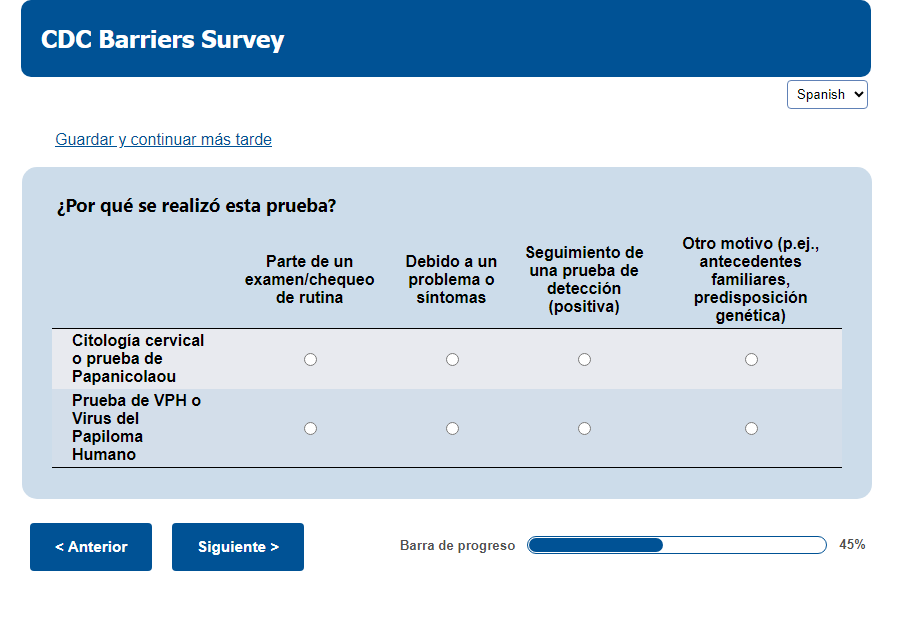 CDC Barriers Survey
Spanish
Guardar y continuar más tarde
¿Por qué se realizó esta prueba?
Parte de un
examen/chequeo
de rutina
Debido a un
problema o
síntomas
Seguimiento de
una prueba de
detección
(positiva)
Otro motivo (p.ej.,
antecedentes
familiares,
predisposición
genética)
Citología cervical
o prueba de
Papanicolaou
Prueba de VPH o
Virus del
Papiloma
Humano
< Anterior
Siguiente >
Barra de progreso
45%